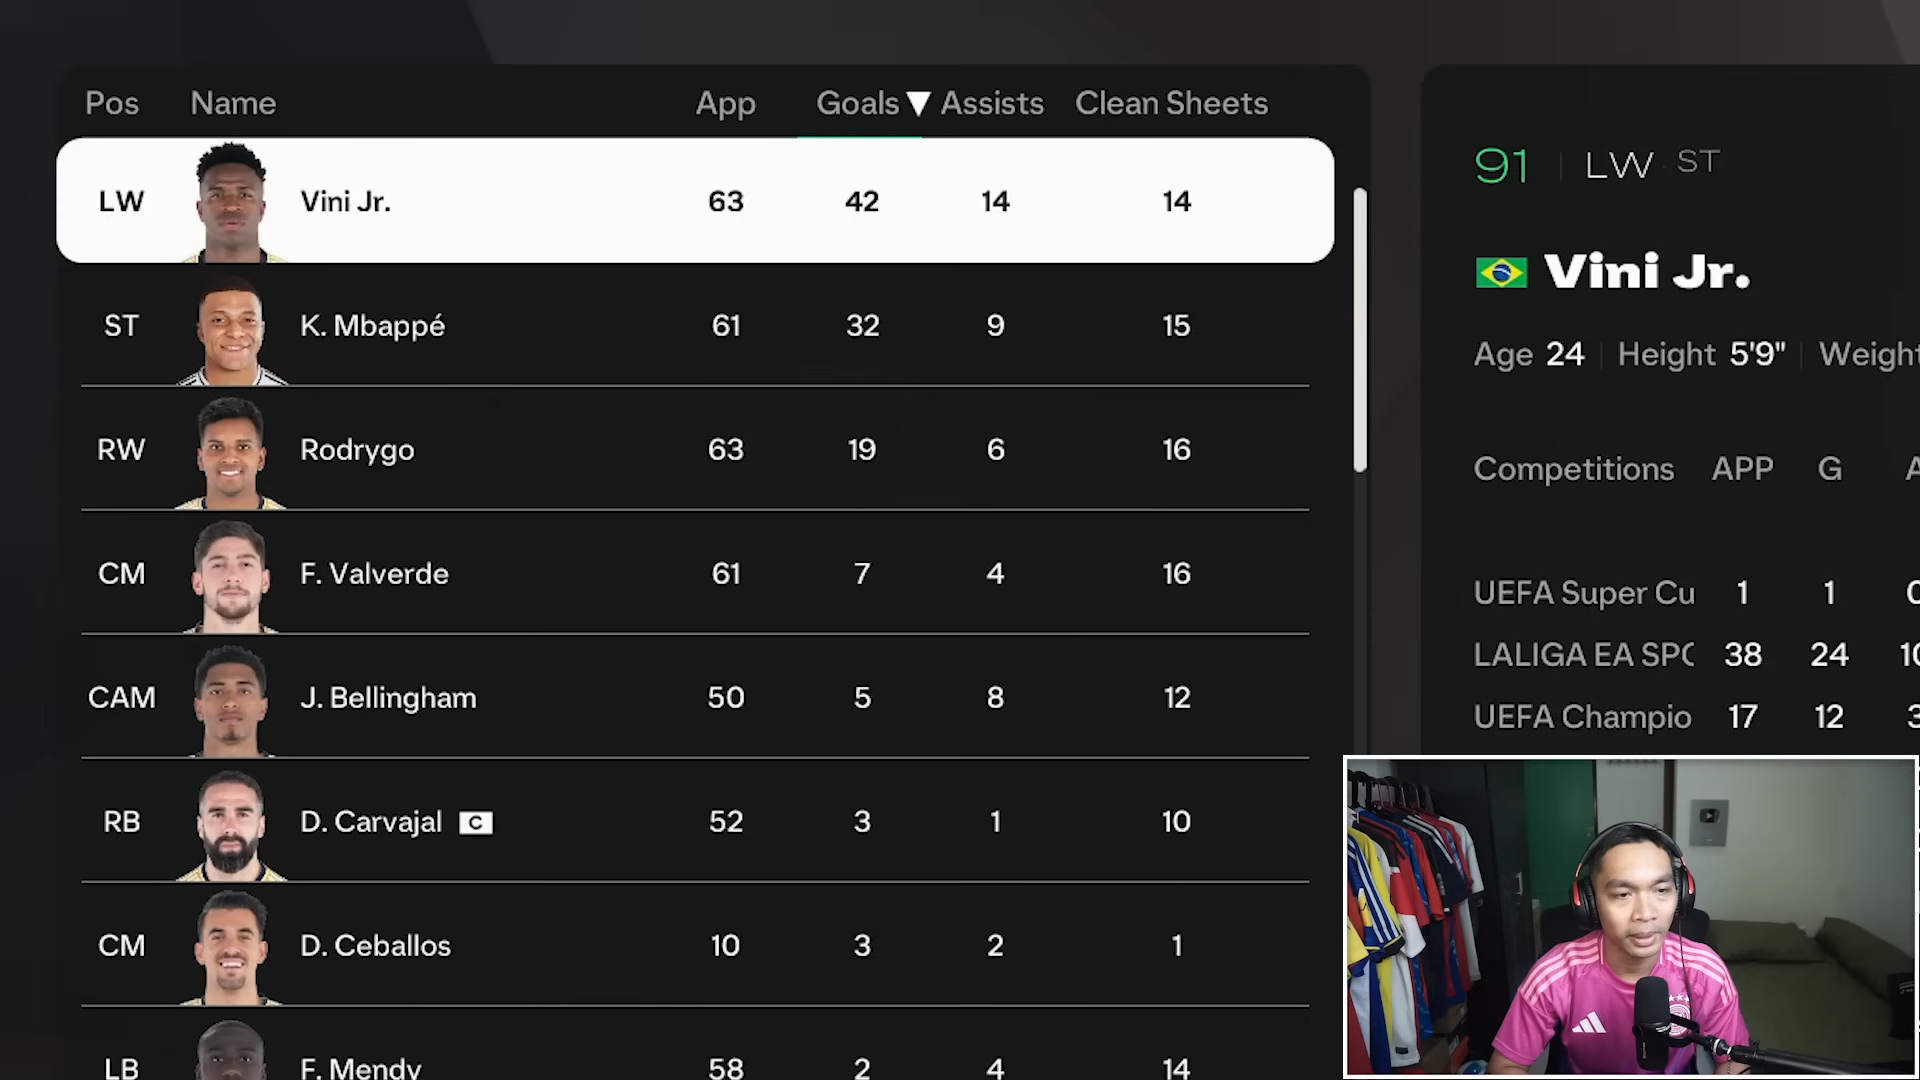 Pos Name App Goals ▼ Assists Clean Sheets
LW Vini Jr. 63 42 14 14
ST K. Mbappé 61 32 9 15
RW Rodrygo 63 19 6 16
CM F. Valverde 61 7 4 16
CAM J. Bellingham 50 5 8 12
RB D. Carvajal C 52 3 1 10
CM D. Ceballos 10 3 2 1
LB F. Mendy 58 2 4 14
91 LW ST
Vini Jr.
Age 24 Height 5'9" Weight
Competitions APP G A
UEFA Super Cu 1 1 0
LALIGA EA SPO 38 24 10
UEFA Champio 17 12 3